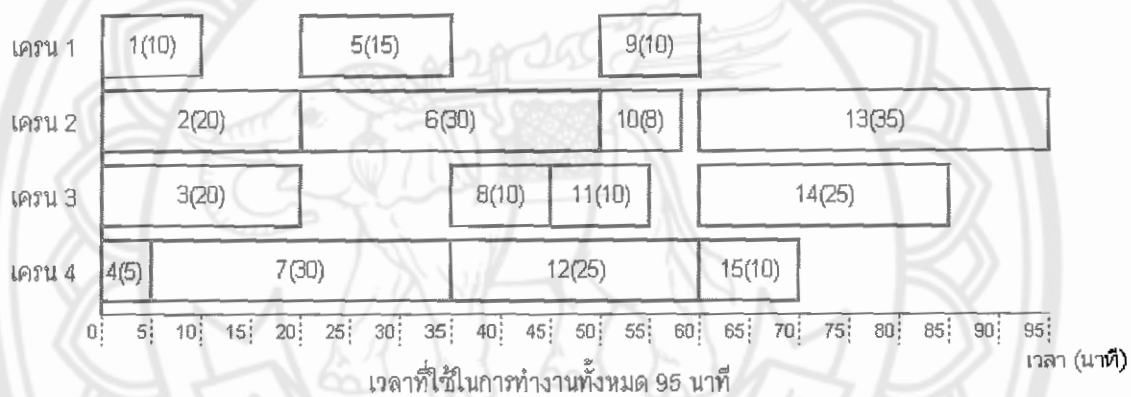 เครน 1 1(10) 5(15) 9(10)
เครน 2 2(20) 6(30) 10(8) 13(35)
เครน 3 3(20) 8(10) 11(10) 14(25)
เครน 4 4(5) 7(30) 12(25) 15(10)
0 5 10 15 20 25 30 35 40 45 50 55 60 65 70 75 80 85 90 95
เวลา (นาที)
เวลาที่ใช้ในการทำงานทั้งหมด 95 นาที